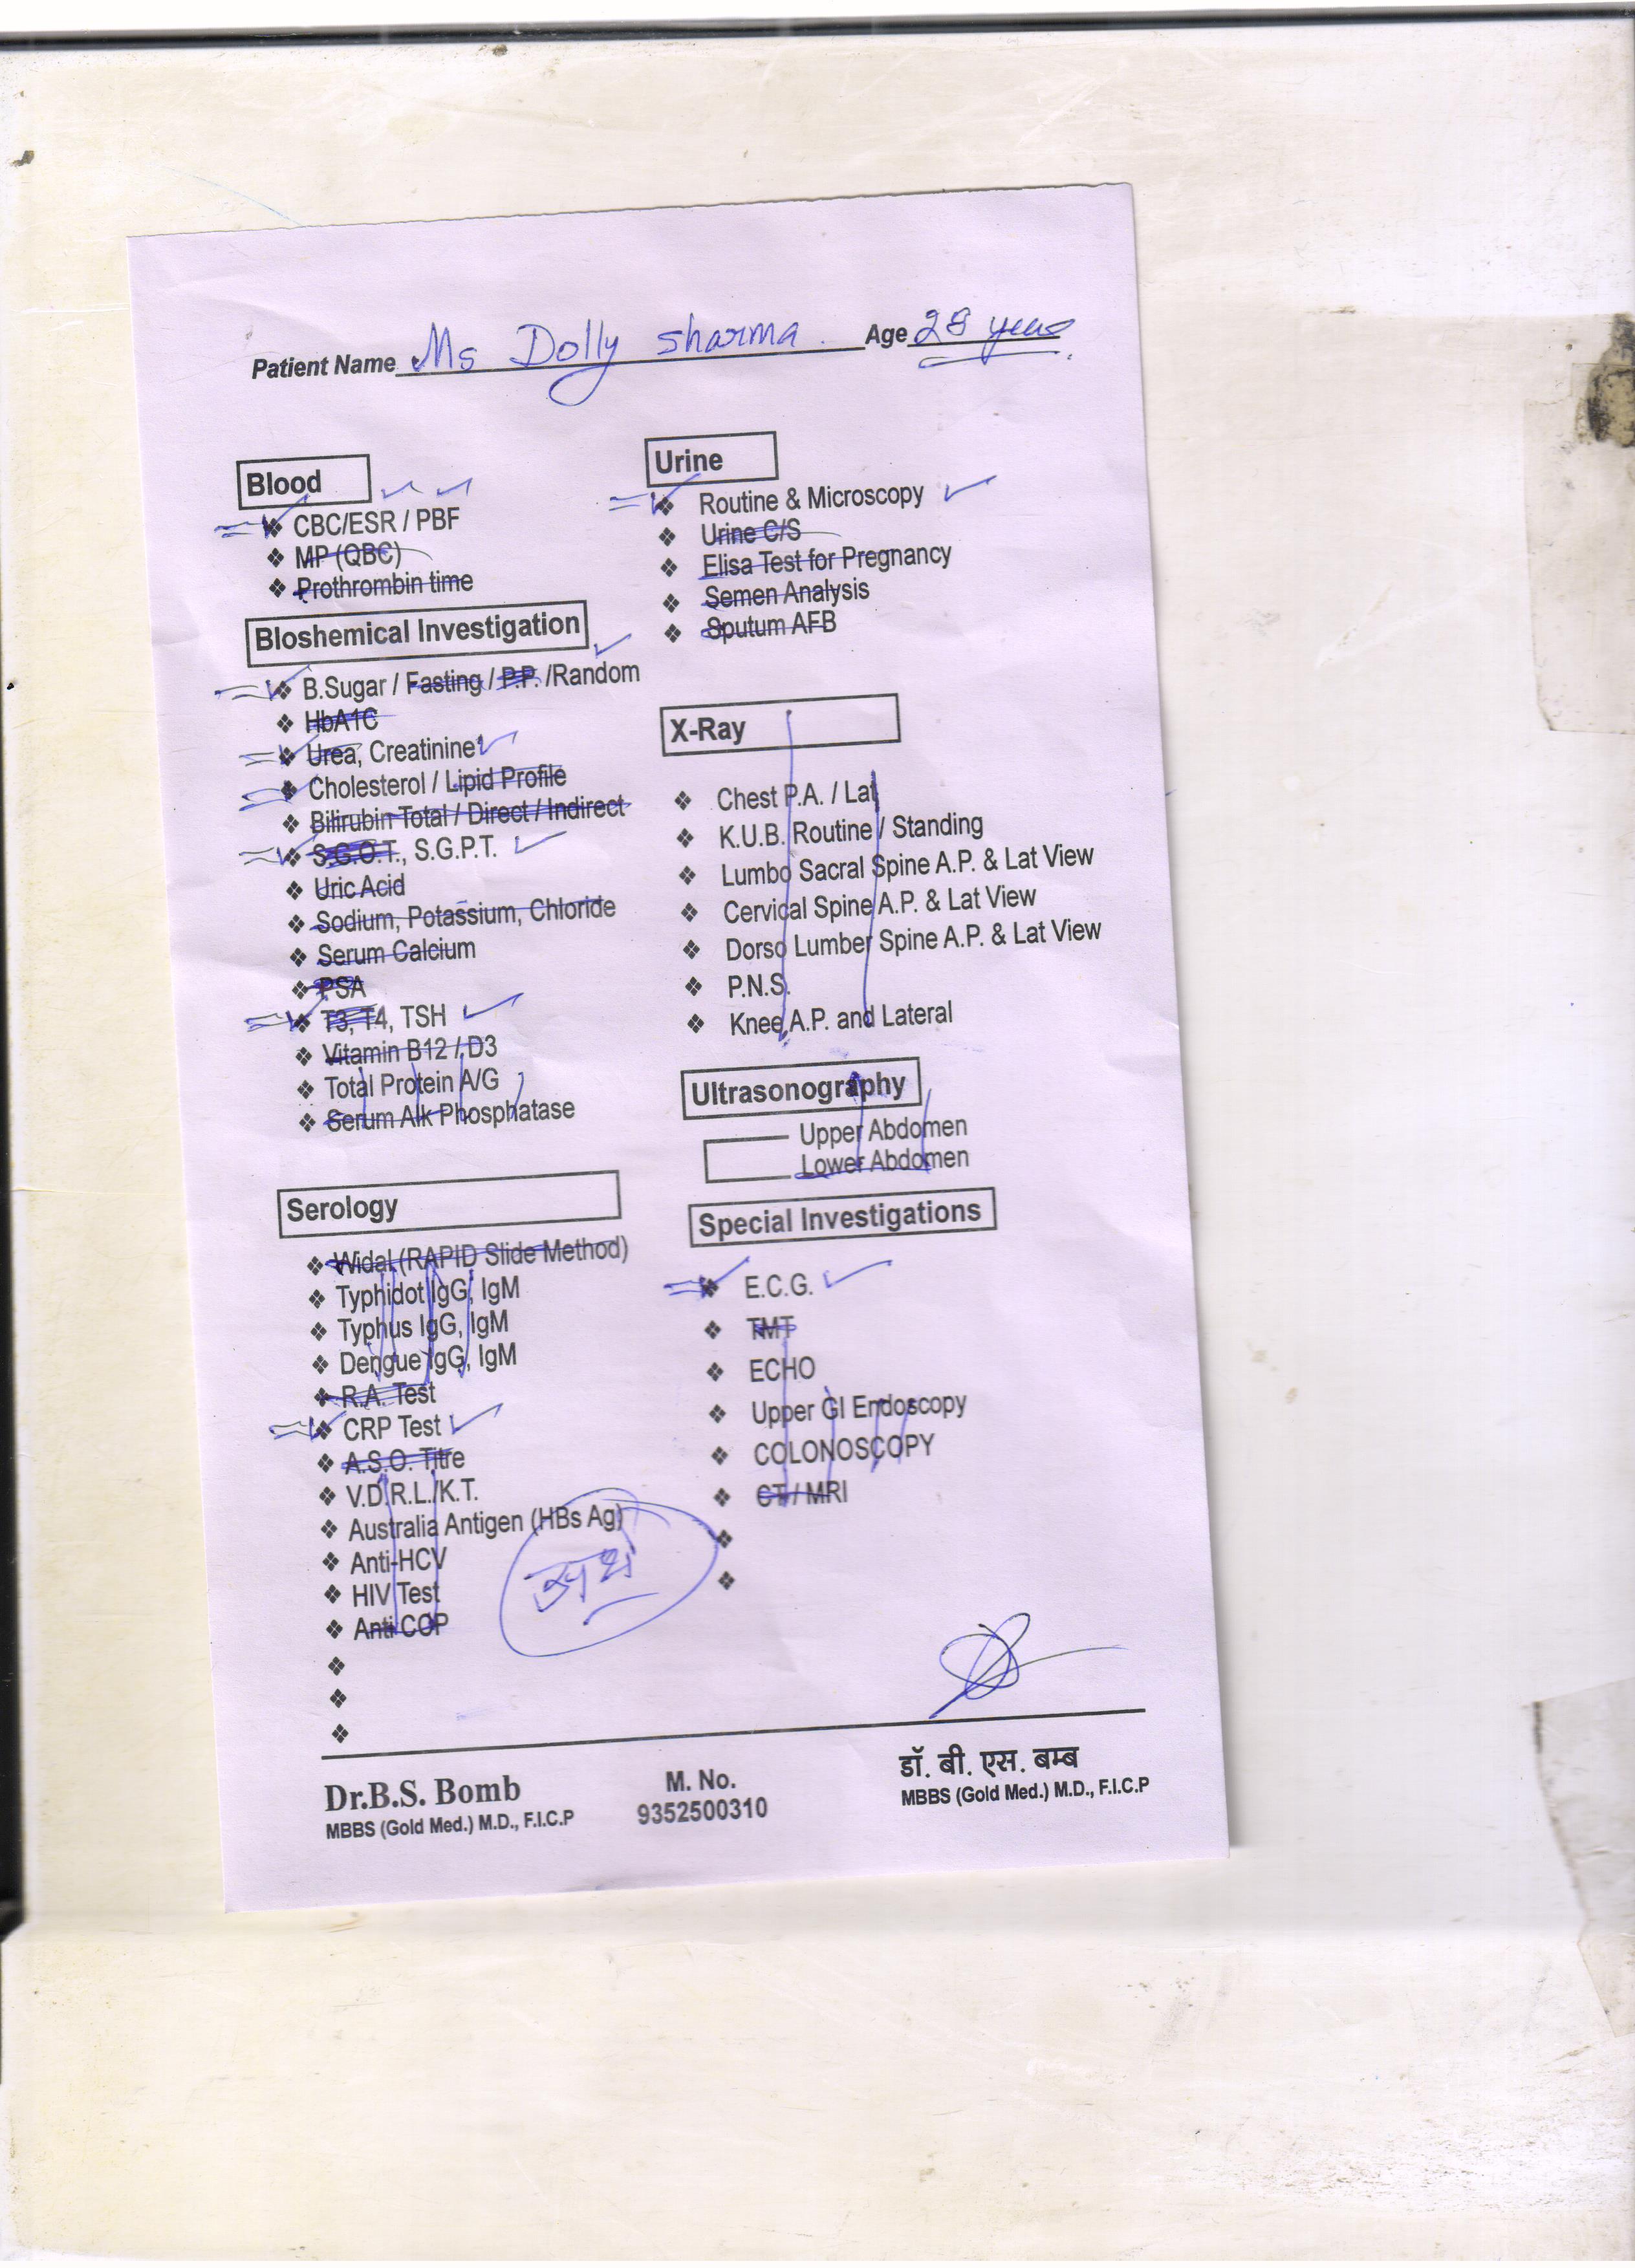 Patient Name Ms Dolly Sharma. Age 28 years
Blood
CBC/ESR / PBF
MP (QBC)
Prothrombin time
Bloshemical Investigation
B.Sugar / Fasting / P.P. /Random
HbA1C
Urea, Creatinine
Cholesterol / Lipid Profile
Bilirubin Total / Direct / Indirect
S.G.O.T., S.G.P.T.
Uric Acid
Sodium, Potassium, Chloride
Serum Calcium
PSA
T3, T4, TSH
Vitamin B12 / D3
Total Protein A/G
Serum Alk Phosphatase
Serology
Widal (RAPID Slide Method)
Typhidot IgG, IgM
Typhus IgG, IgM
Dengue IgG, IgM
R.A. Test
CRP Test
A.S.O. Titre
V.D.R.L./K.T.
Australia Antigen (HBs Ag)
Anti-HCV
HIV Test
Anti CCP
Urine
Routine & Microscopy
Urine C/S
Elisa Test for Pregnancy
Semen Analysis
Sputum AFB
X-Ray
Chest P.A. / Lat
K.U.B. Routine / Standing
Lumbo Sacral Spine A.P. & Lat View
Cervical Spine A.P. & Lat View
Dorso Lumber Spine A.P. & Lat View
P.N.S.
Knee A.P. and Lateral
Ultrasonography
Upper Abdomen
Lower Abdomen
Special Investigations
E.C.G.
TMT
ECHO
Upper GI Endoscopy
COLONOSCOPY
CT / MRI
Dr.B.S. Bomb
MBBS (Gold Med.) M.D., F.I.C.P
M. No.
9352500310
डॉ. बी. एस. बम्ब
MBBS (Gold Med.) M.D., F.I.C.P